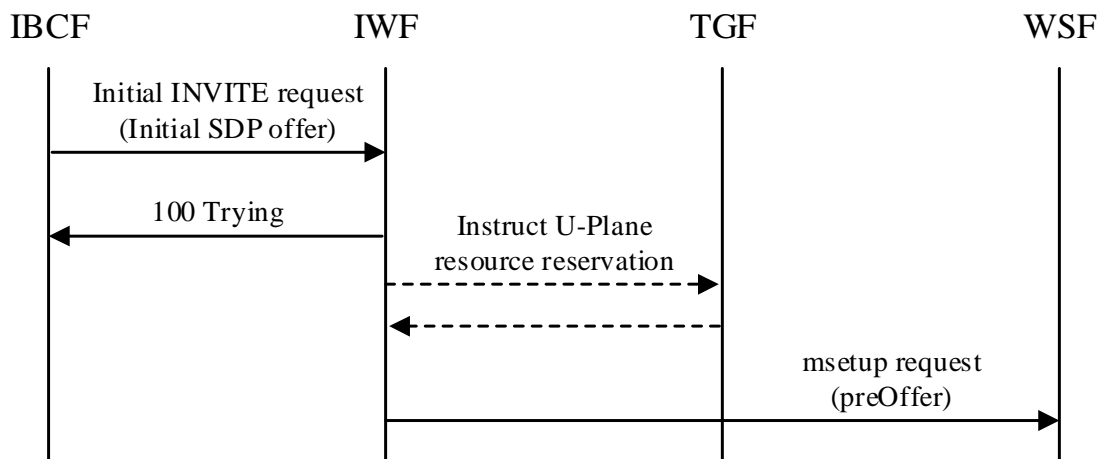 IBCF IWF TGF WSF
Initial INVITE request
(Initial SDP offer)
100 Trying
Instruct U-Plane
resource reservation
msetup request
(preOffer)